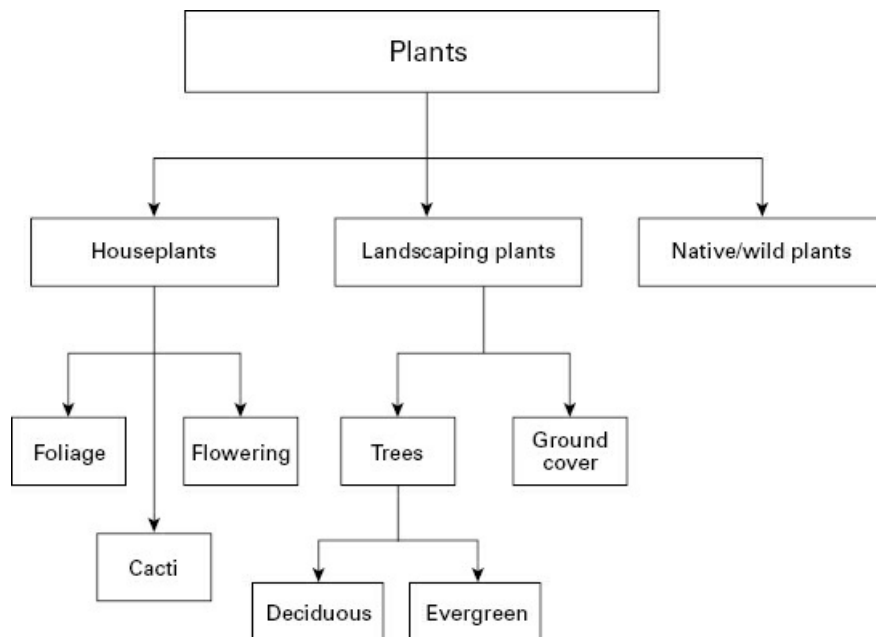 Plants
Houseplants
Landscaping plants
Native/wild plants
Foliage
Flowering
Trees
Ground
cover
Cacti
Deciduous
Evergreen